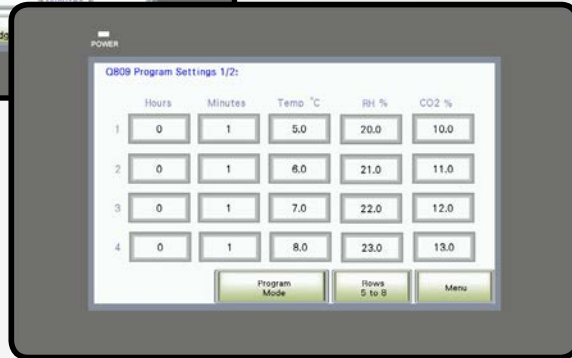 POWER
Q809 Program Settings 1/2:
Hours Minutes Temp °C RH % CO2 %
1 0 1 5.0 20.0 10.0
2 0 1 6.0 21.0 11.0
3 0 1 7.0 22.0 12.0
4 0 1 8.0 23.0 13.0
Program Mode Rows 5 to 8 Menu